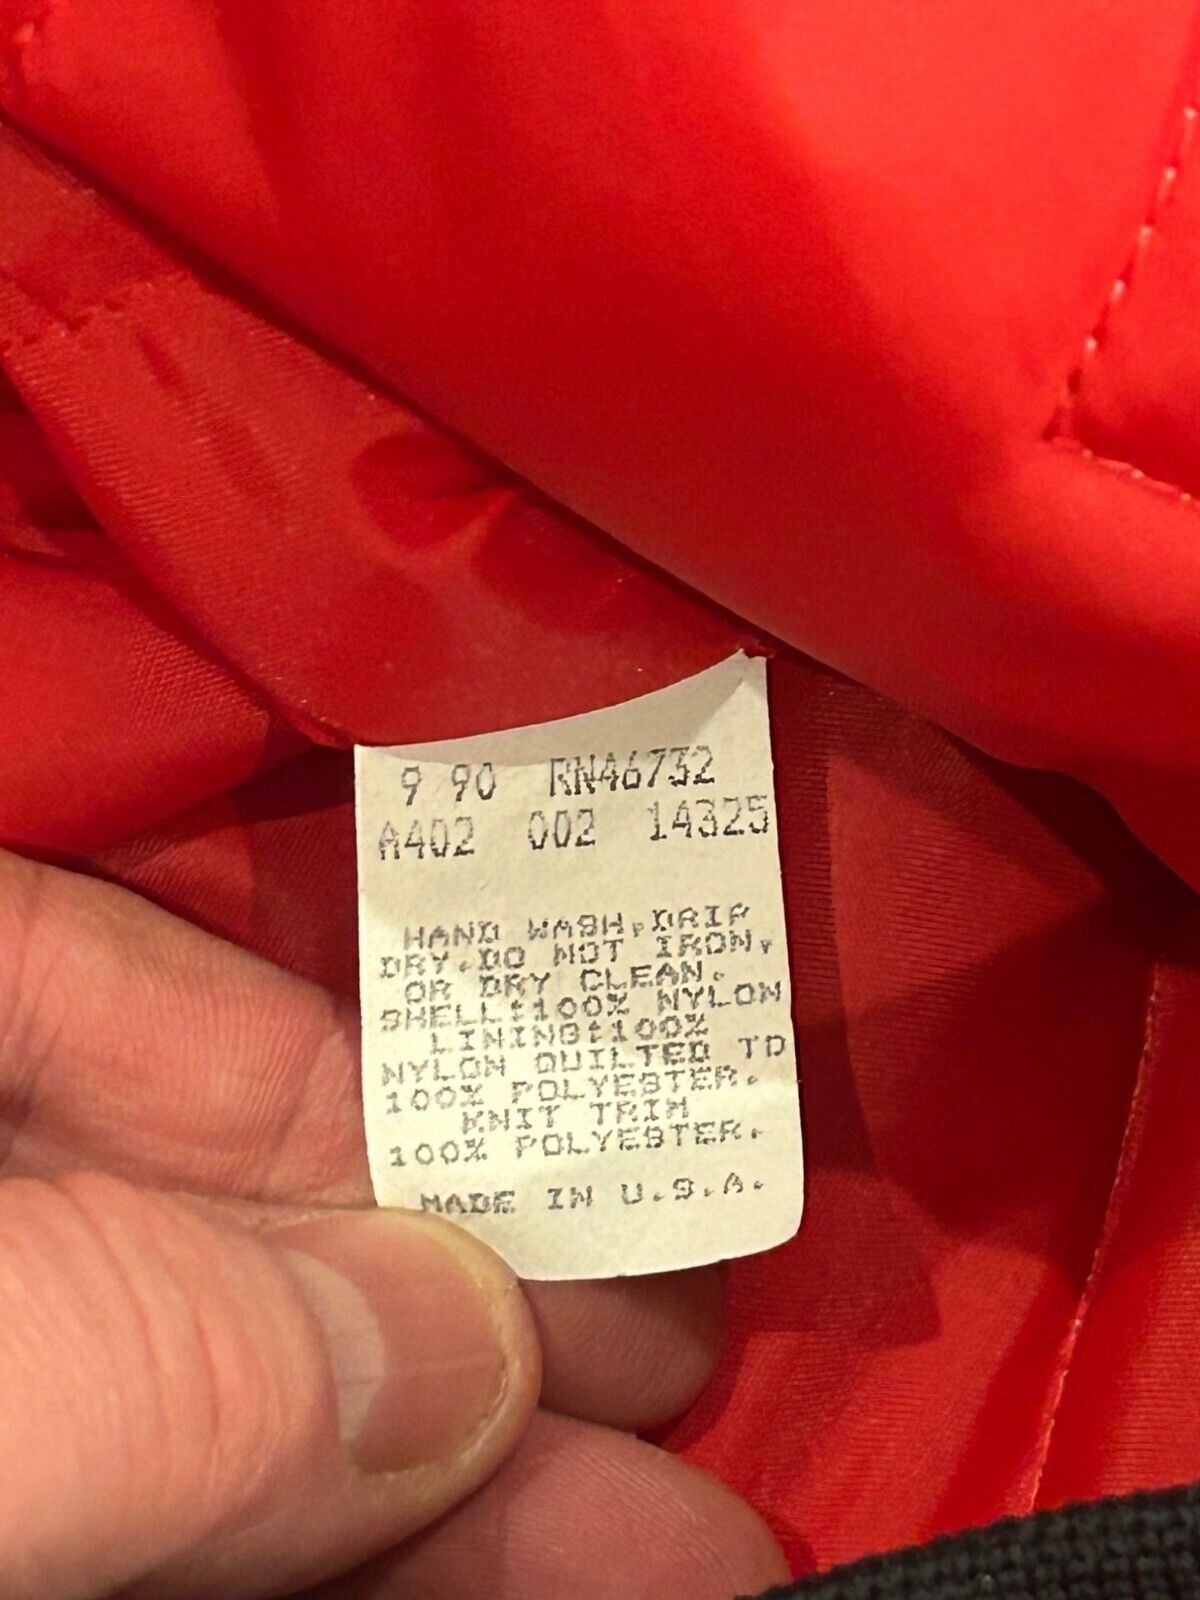 9 90 RN46732
A402 002 14325
HAND WASH,DRIP
DRY.DO NOT IRON,
OR DRY CLEAN.
SHELL:100% NYLON
LINING:100%
NYLON QUILTED TO
100% POLYESTER.
KNIT TRIM
100% POLYESTER.
MADE IN U.S.A.